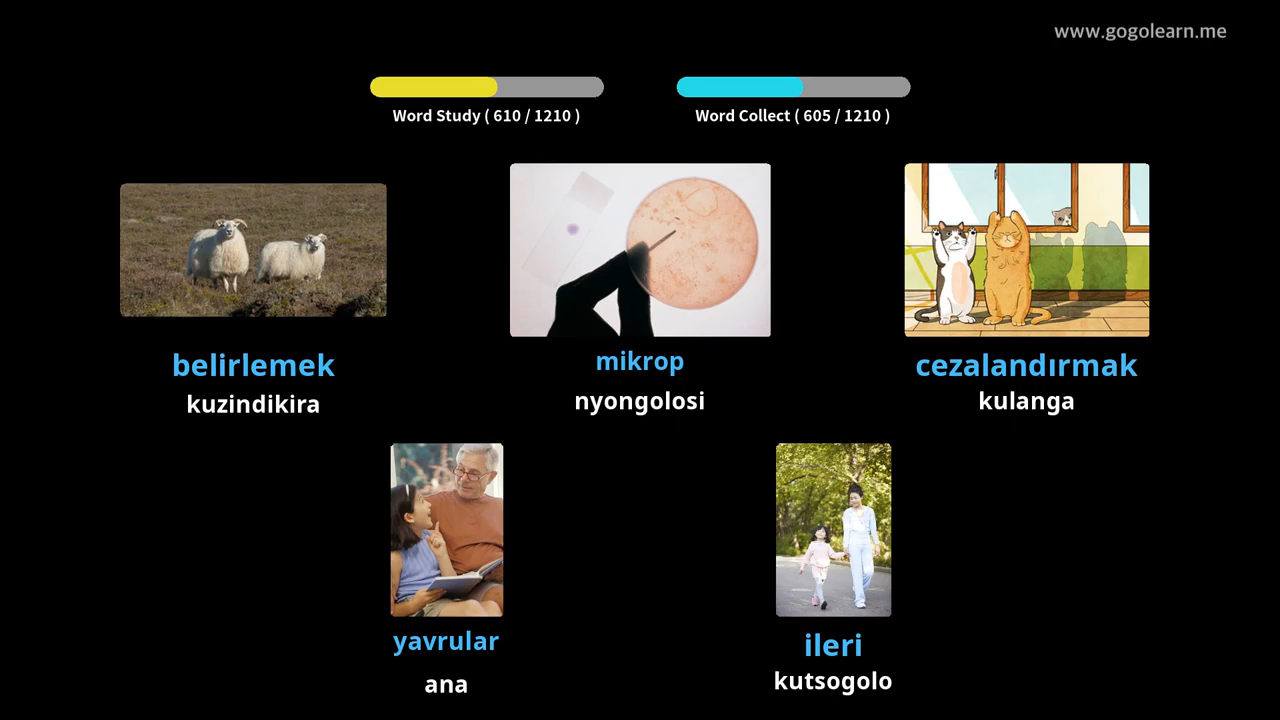 www.gogolearn.me
Word Study ( 610 / 1210 )
Word Collect ( 605 / 1210 )
belirlemek
kuzindikira
mikrop
nyongolosi
cezalandırmak
kulanga
yavrular
ana
ileri
kutsogolo